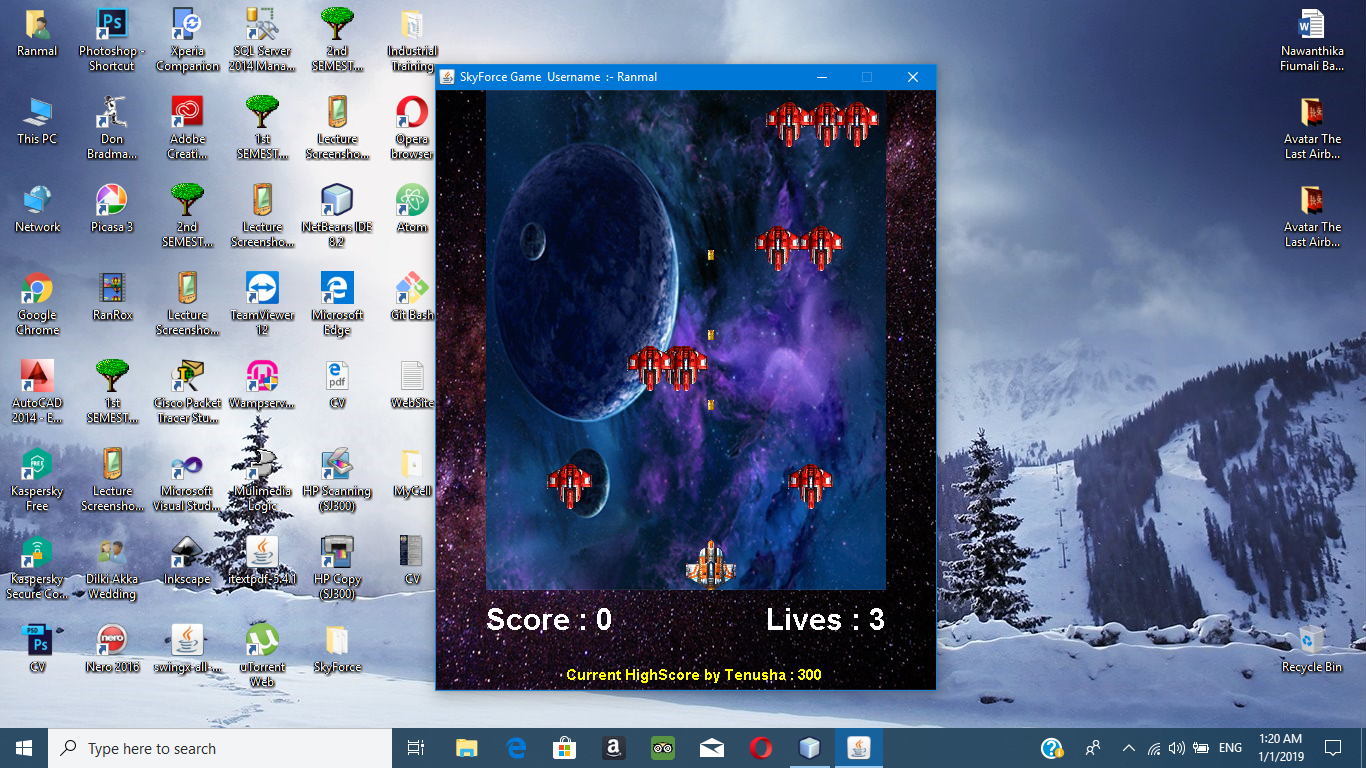 Ranmal
Photoshop -
Shortcut
Xperia
Companion
SQL Server
2014 Mana...
2nd
SEMEST...
Industrial
Training
This PC
Don
Bradma...
Adobe
Creati...
1st
SEMEST...
Lecture
Screensho...
Opera
browser
Network
Picasa 3
2nd
SEMEST...
Lecture
Screensho...
NetBeans IDE
8.2
Atom
Google
Chrome
RanRox
Lecture
Screensho...
TeamViewer
12
Microsoft
Edge
Git Bash
AutoCAD
2014 - E...
1st
SEMEST...
Cisco Packet
Tracer Stu...
Wampserv...
pdf
CV
WebSite
FREE
Kaspersky
Free
Lecture
Screensho...
Microsoft
Visual Stud...
Mulimedia
Logic
HP Scanning
(SJ300)
MyCell
Kaspersky
Secure Co...
Dilki Akka
Wedding
Inkscape
itextpdf-5.4.1
HP Copy
(SJ300)
CV
PSD
Ps
CV
nero
Nero 2016
swingx-all-...
uTorrent
Web
SkyForce
SkyForce Game Username :- Ranmal
Score : 0
Lives : 3
Current HighScore by Tenusha : 300
Nawanthika
Fiumali Ba...
Avatar The
Last Airb...
Avatar The
Last Airb...
Recycle Bin
Type here to search
ENG
1:20 AM
1/1/2019